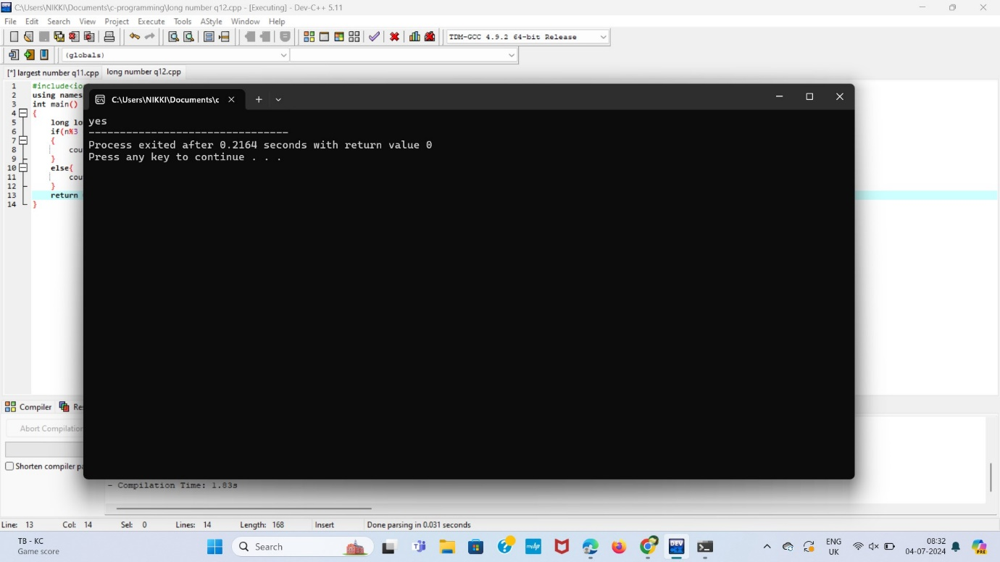 C:\Users\NIKKI\Documents\c-programming\long number q12.cpp - [Executing] - Dev-C++ 5.11
File Edit Search View Project Execute Tools AStyle Window Help
TDM-GCC 4.9.2 64-bit Release
(globals)
[*] largest number q11.cpp long number q12.cpp
C:\Users\NIKKI\Documents\c
1 #include<io
2 using names
3 int main()
4 {
5 long lo
6 if(n%3
7 {
8 cou
9 }
10 else{
11 cou
12 }
13 return
14 }
yes
--------------------------------
Process exited after 0.2164 seconds with return value 0
Press any key to continue . . .
Compiler Re
Abort Compilation
Shorten compiler pa
- Compilation Time: 1.83s
Line: 13 Col: 14 Sel: 0 Lines: 14 Length: 168 Insert Done parsing in 0.031 seconds
TB - KC
Game score
Search
myhp
DEV
ENG
UK
08:32
04-07-2024
PRE